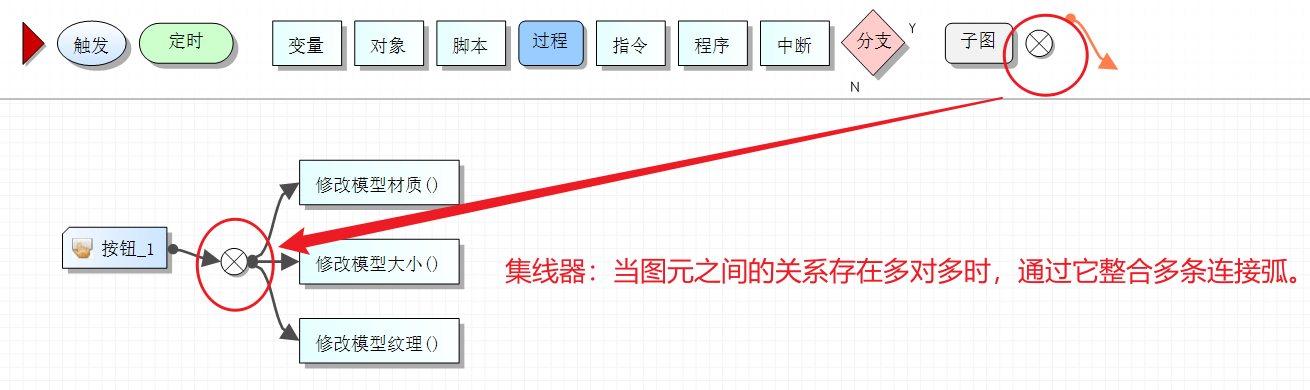 触发
定时
变量
对象
脚本
过程
指令
程序
中断
分支
Y
N
子图
修改模型材质()
按钮_1
修改模型大小()
集线器：当图元之间的关系存在多对多时，通过它整合多条连接弧。
修改模型纹理()